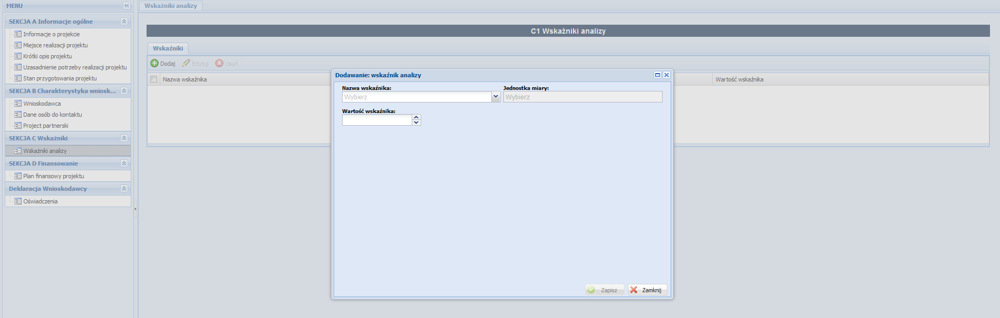 MENU
SEKCJA A Informacje ogólne
Informacje o projekcie
Miejsce realizacji projektu
Krótki opis projektu
Uzasadnienie potrzeby realizacji projektu
Stan przygotowania projektu
SEKCJA B Charakterystyka wniosk...
Wnioskodawca
Dane osób do kontaktu
Project partnerski
SEKCJA C Wskaźniki
Wskaźniki analizy
SEKCJA D Finansowanie
Plan finansowy projektu
Deklaracja Wnioskodawcy
Oświadczenia
Wskaźniki analizy
C1 Wskaźniki analizy
Wskaźniki
Dodaj Edytuj Usuń
Nazwa wskaźnika
Wartość wskaźnika
Dodawanie: wskaźnik analizy
Nazwa wskaźnika: Jednostka miary:
Wybierz Wybierz
Wartość wskaźnika:
Zapisz Zamknij